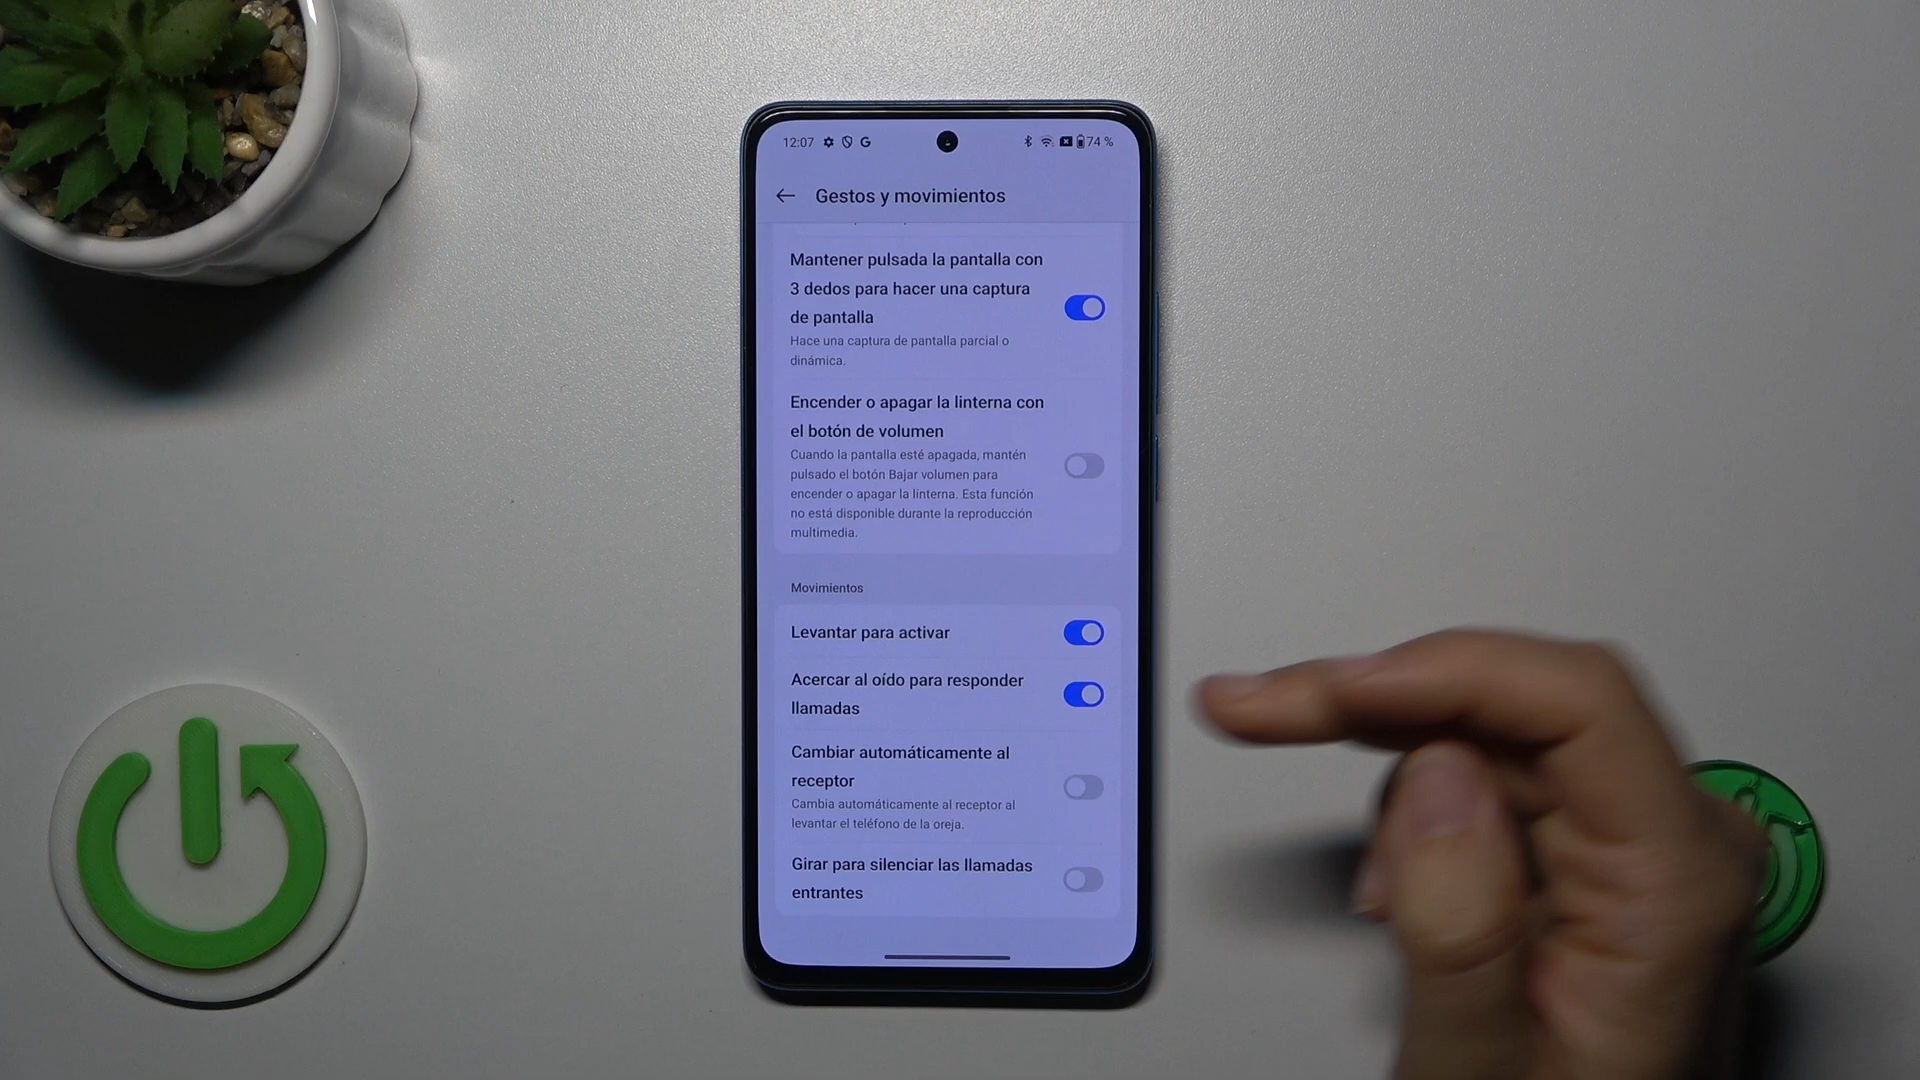 12:07 G 74 %
Gestos y movimientos
Mantener pulsada la pantalla con
3 dedos para hacer una captura
de pantalla
Hace una captura de pantalla parcial o
dinámica.
Encender o apagar la linterna con
el botón de volumen
Cuando la pantalla esté apagada, mantén
pulsado el botón Bajar volumen para
encender o apagar la linterna. Esta función
no está disponible durante la reproducción
multimedia.
Movimientos
Levantar para activar
Acercar al oído para responder
llamadas
Cambiar automáticamente al
receptor
Cambia automáticamente al receptor al
levantar el teléfono de la oreja.
Girar para silenciar las llamadas
entrantes